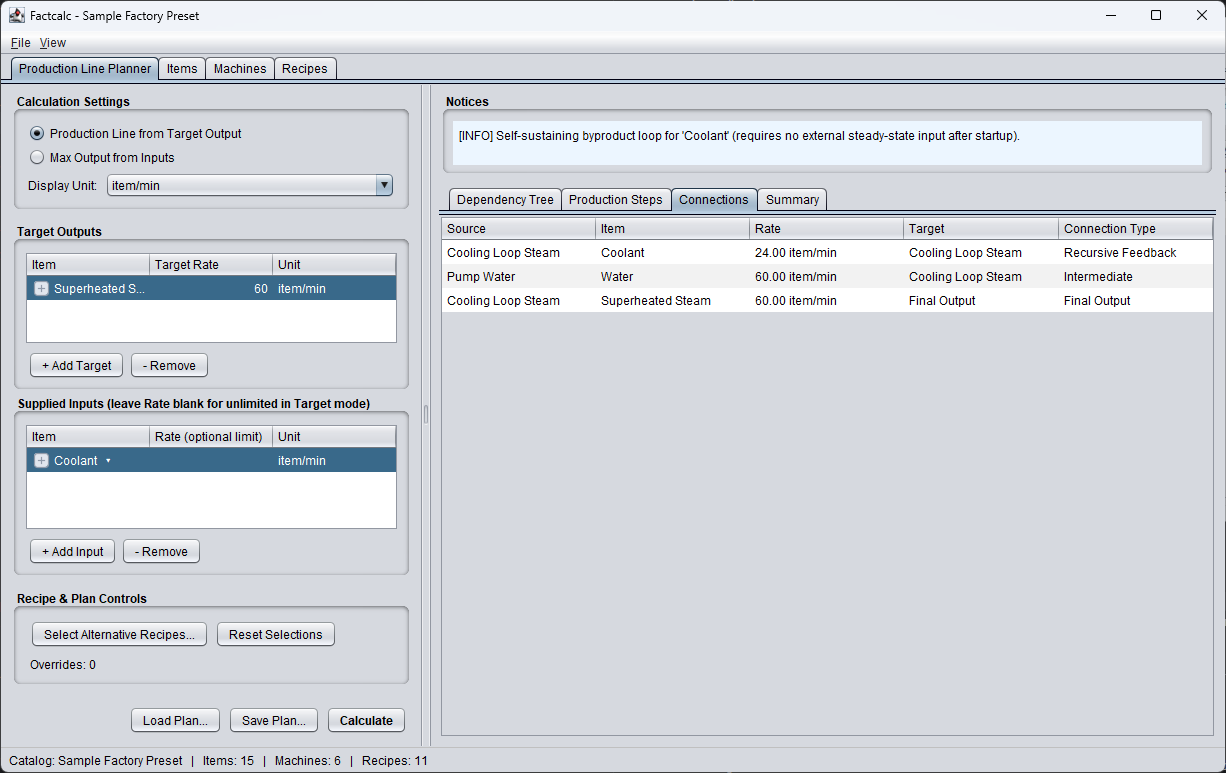 Factcalc - Sample Factory Preset
File View
Production Line Planner Items Machines Recipes
Calculation Settings
Production Line from Target Output
Max Output from Inputs
Display Unit: item/min
Target Outputs
Item Target Rate Unit
Superheated S... 60 item/min
+ Add Target - Remove
Supplied Inputs (leave Rate blank for unlimited in Target mode)
Item Rate (optional limit) Unit
Coolant item/min
+ Add Input - Remove
Recipe & Plan Controls
Select Alternative Recipes... Reset Selections
Overrides: 0
Load Plan... Save Plan... Calculate
Notices
[INFO] Self-sustaining byproduct loop for 'Coolant' (requires no external steady-state input after startup).
Dependency Tree Production Steps Connections Summary
Source Item Rate Target Connection Type
Cooling Loop Steam Coolant 24.00 item/min Cooling Loop Steam Recursive Feedback
Pump Water Water 60.00 item/min Cooling Loop Steam Intermediate
Cooling Loop Steam Superheated Steam 60.00 item/min Final Output Final Output
Catalog: Sample Factory Preset | Items: 15 | Machines: 6 | Recipes: 11